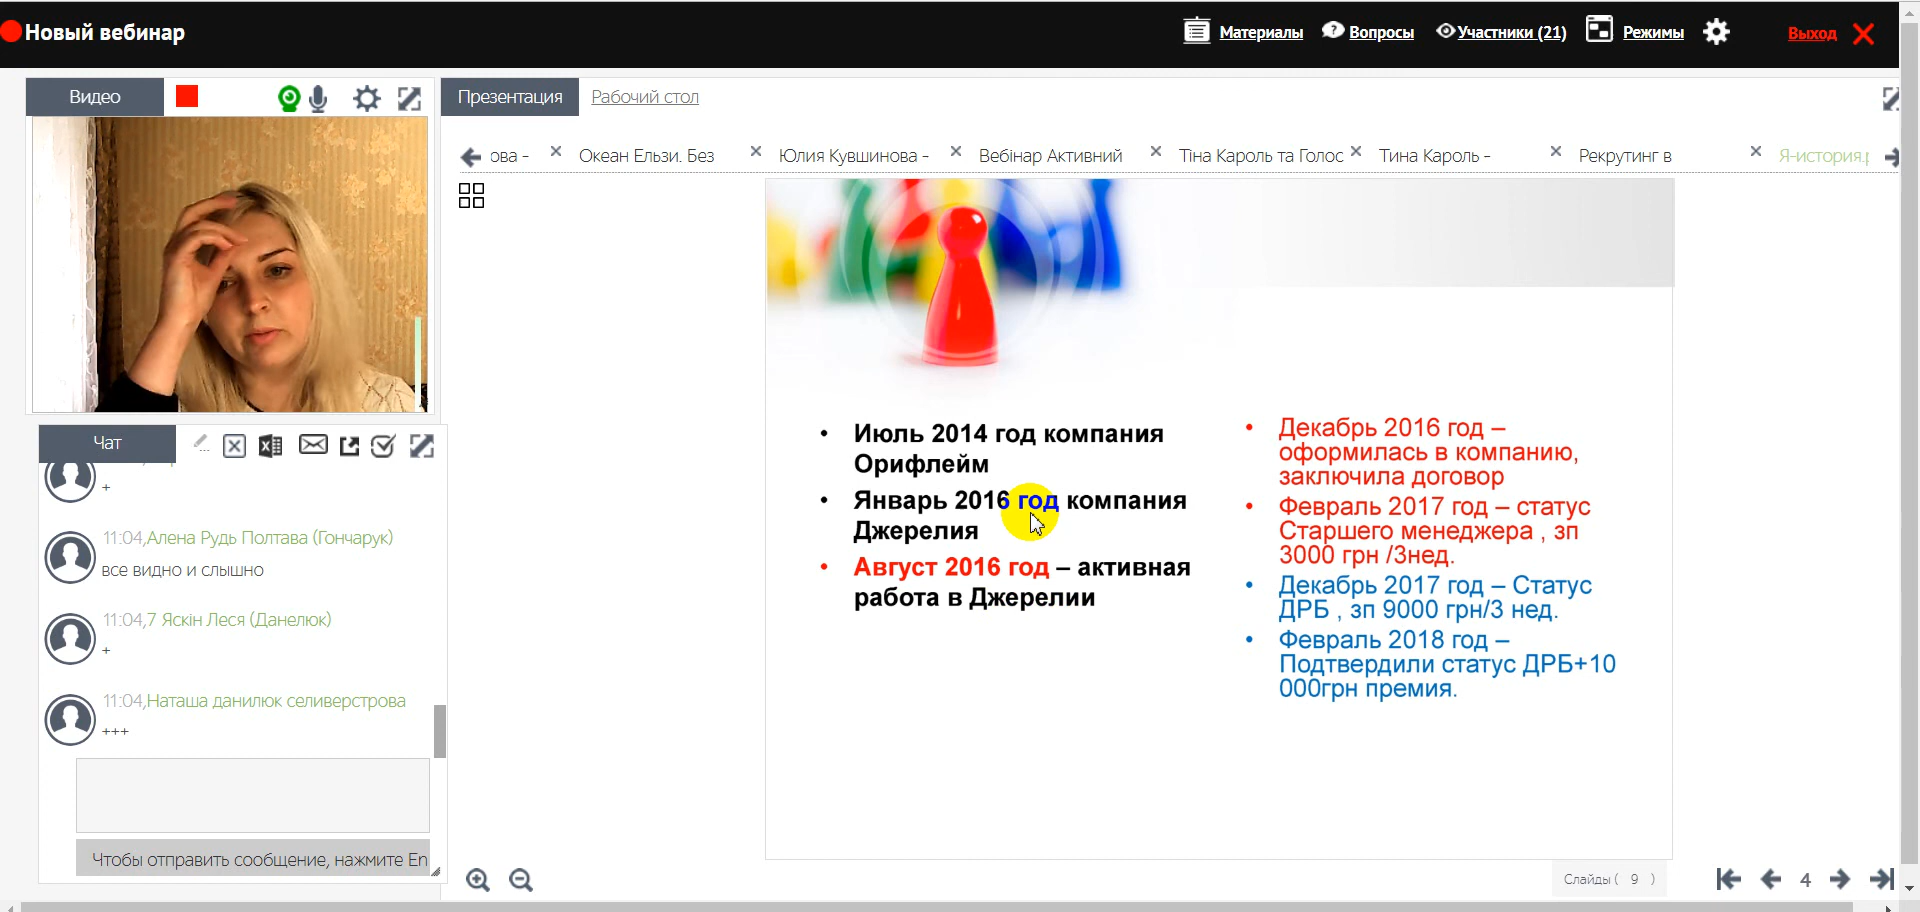 Новый вебинар
Материалы
Вопросы
Участники (21)
Режимы
Выход
Видео
Презентация
Рабочий стол
ова -
Океан Ельзи. Без
Юлия Кувшинова -
Вебінар Активний
Тіна Кароль та Голос
Тина Кароль -
Рекрутинг в
Я-история.р
Чат
+
11:04,Алена Рудь Полтава (Гончарук)
все видно и слышно
11:04,7 Яскін Леся (Данелюк)
+
11:04,Наташа данилюк селиверстрова
+++
Чтобы отправить сообщение, нажмите En
• Июль 2014 год компания
Орифлейм
• Январь 2016 год компания
Джерелия
• Август 2016 год – активная
работа в Джерелии
• Декабрь 2016 год –
оформилась в компанию,
заключила договор
• Февраль 2017 год – статус
Старшего менеджера , зп
3000 грн /3нед.
• Декабрь 2017 год – Статус
ДРБ , зп 9000 грн/3 нед.
• Февраль 2018 год –
Подтвердили статус ДРБ+10
000грн премия.
Слайды ( 9 )
4